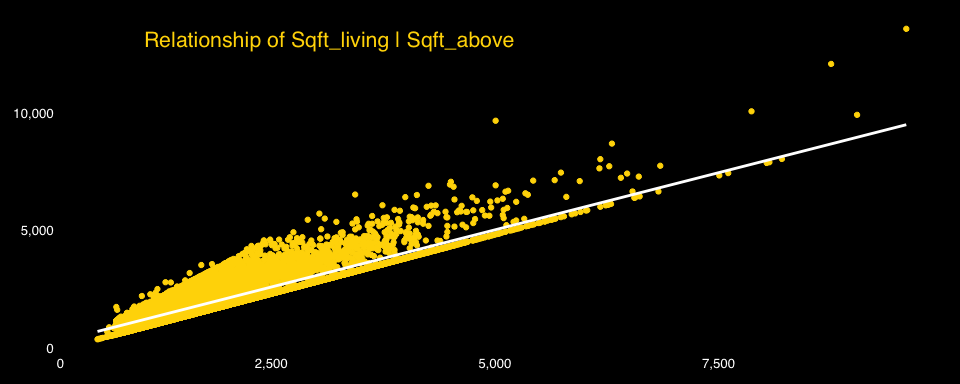 Relationship of Sqft_living | Sqft_above
10,000
5,000
0
0 2,500 5,000 7,500